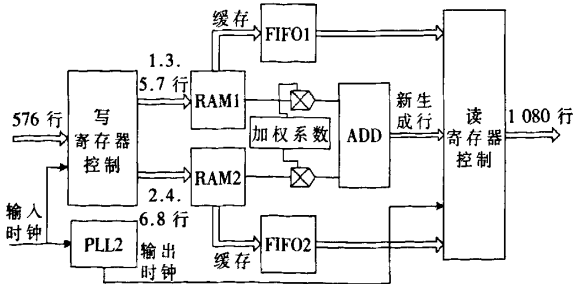 缓存
FIFO1
1.3.
5.7 行
RAM1
576 行
写
寄存器
控制
加权系数
ADD
新生
成行
读
寄存器
控制
1 080 行
RAM2
2.4.
6.8 行
输入
时钟
PLL2
输出
时钟
缓存
FIFO2